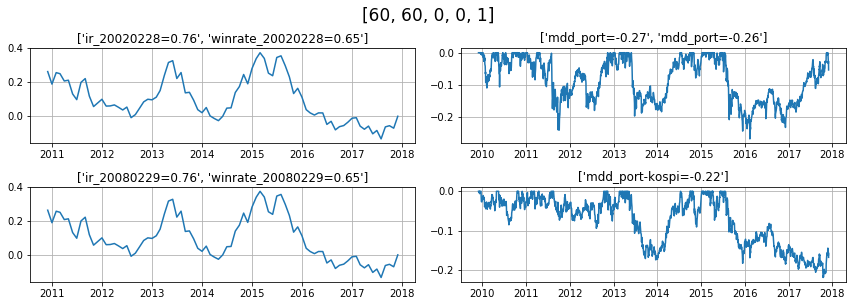 [60, 60, 0, 0, 1]
['ir_20020228=0.76', 'winrate_20020228=0.65']
0.4
0.2
0.0
2011 2012 2013 2014 2015 2016 2017 2018
['mdd_port=-0.27', 'mdd_port=-0.26']
0.0
−0.1
−0.2
2010 2011 2012 2013 2014 2015 2016 2017 2018
['ir_20080229=0.76', 'winrate_20080229=0.65']
0.4
0.2
0.0
2011 2012 2013 2014 2015 2016 2017 2018
['mdd_port-kospi=-0.22']
0.0
−0.1
−0.2
2010 2011 2012 2013 2014 2015 2016 2017 2018